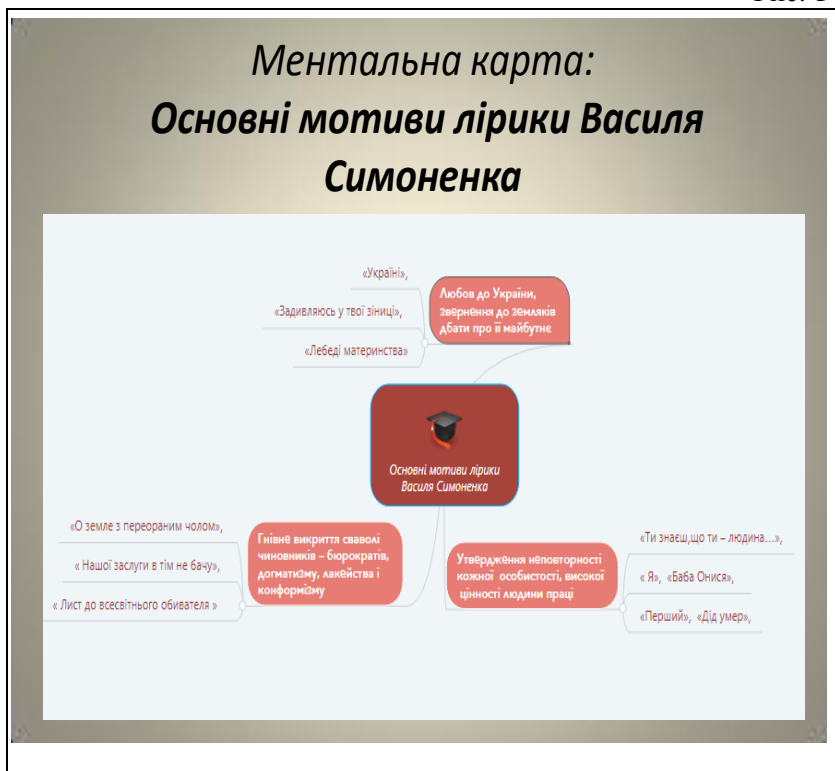 Ментальна карта:
Основні мотиви лірики Василя
Симоненка
«Україні»,
«Задивляюсь у твої зіниці»,
«Лебеді материнства»
Любов до України,
звернення до земляків
дбати про її майбутнє
Основні мотиви лірики
Василя Симоненка
«О земле з переораним чолом»,
« Нашої заслуги в тім не бачу»,
« Лист до всесвітнього обивателя »
Гнівне викриття сваволі
чиновників – бюрократів,
догматизму, лакейства і
конформізму
Утвердження неповторності
кожної особистості, високої
цінності людини праці
«Ти знаєш,що ти – людина...»,
« Я», «Баба Онися»,
«Перший», «Дід умер»,